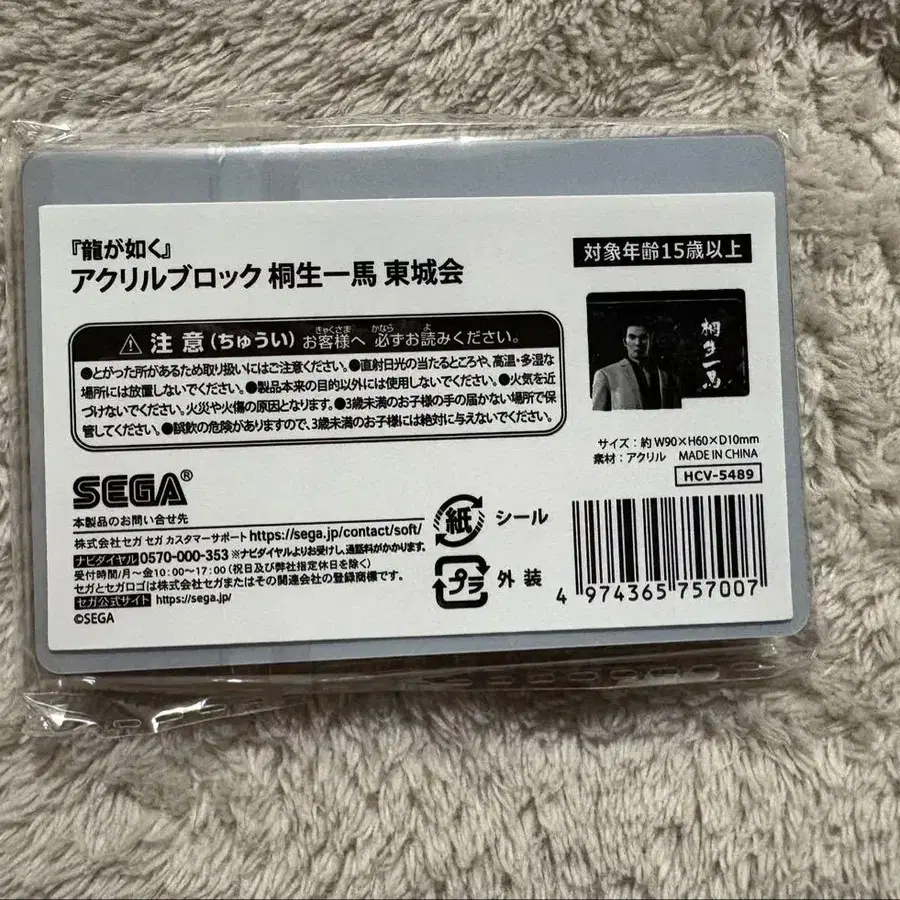 『龍が如く』
アクリルブロック 桐生一馬 東城会
対象年齢15歳以上
桐生一馬
⚠ 注意(ちゅうい) お客様へ 必ずお読みください。
きゃくさま かなら よ
●とがった所があるため取り扱いにはご注意ください。●直射日光の当たるところや、高温・多湿な
場所には放置しないでください。●製品本来の目的以外には使用しないでください。●火気を近
づけないでください。火災や火傷の原因となります。●3歳未満のお子様の手の届かない場所で保
管してください。●誤飲の危険がありますので、3歳未満のお子様には絶対に与えないでください。
サイズ:約 W90×H60×D10mm
素材:アクリル MADE IN CHINA
HCV-5489
SEGA®
本製品のお問い合せ先
株式会社セガ セガ カスタマーサポート https://sega.jp/contact/soft/
ナビダイヤル 0570-000-353 ※ナビダイヤルよりお受けし、通話料がかかります。
受付時間/月~金10:00~17:00(祝日及び弊社指定休日を除く)
セガとセガロゴは株式会社セガまたはその関連会社の登録商標です。
セガ公式サイト https://sega.jp/
©SEGA
紙 シール
プラ 外装
4 974365 757007